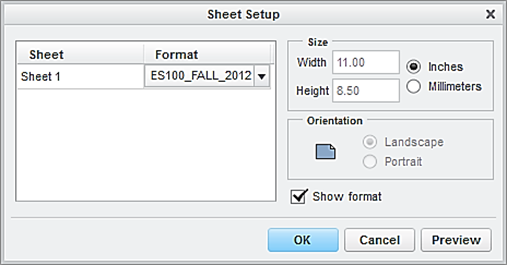 Sheet Setup
Sheet Format
Sheet 1 ES100_FALL_2012
Size
Width 11.00 Inches
Height 8.50 Millimeters
Orientation
Landscape
Portrait
Show format
OK Cancel Preview